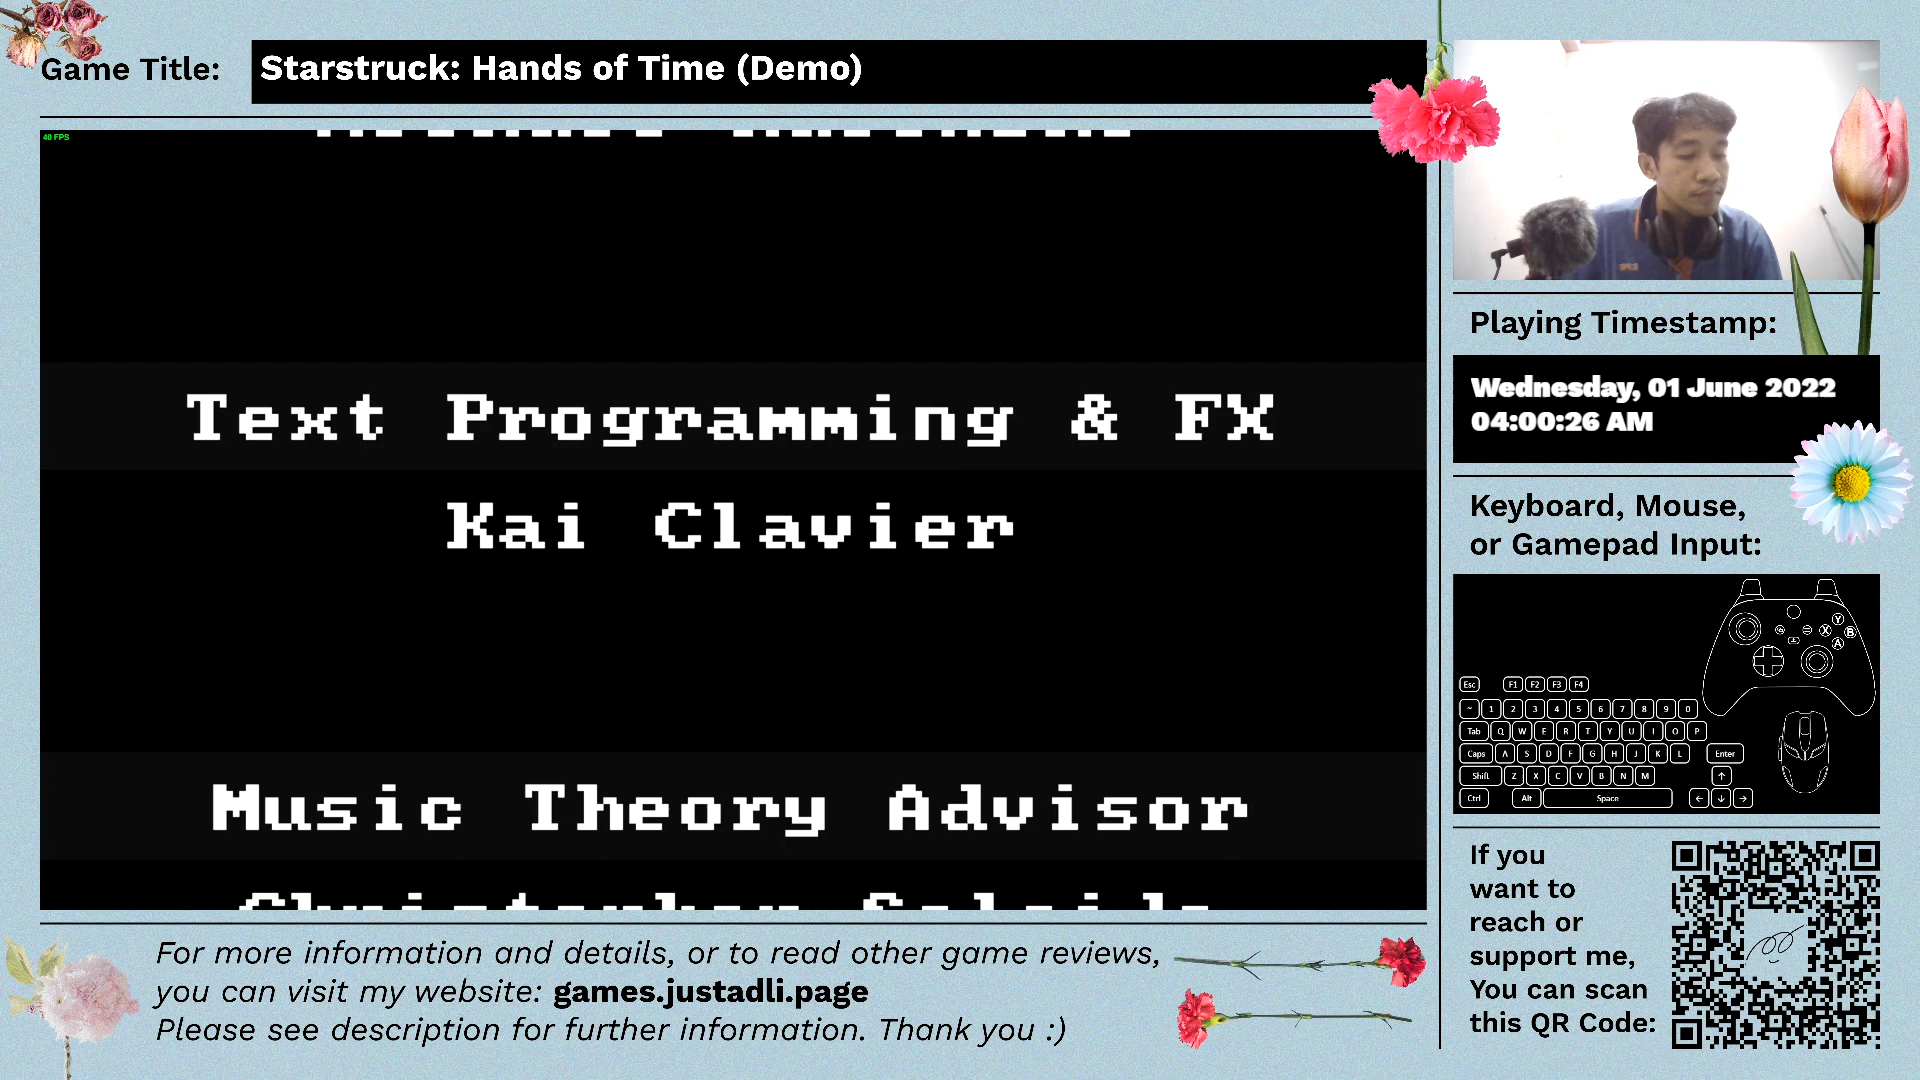 Game Title:
Starstruck: Hands of Time (Demo)
40 FPS
Text Programming & FX
Kai Clavier
Music Theory Advisor
For more information and details, or to read other game reviews,
you can visit my website: games.justadli.page
Please see description for further information. Thank you :)
Playing Timestamp:
Wednesday, 01 June 2022
04:00:26 AM
Keyboard, Mouse,
or Gamepad Input:
Y
X B
A
Esc F1 F2 F3 F4
~ 1 2 3 4 5 6 7 8 9 0
Tab Q W E R T Y U I O P
Caps A S D F G H J K L Enter
Shift Z X C V B N M ↑
Ctrl Alt Space ← ↓ →
If you
want to
reach or
support me,
You can scan
this QR Code: